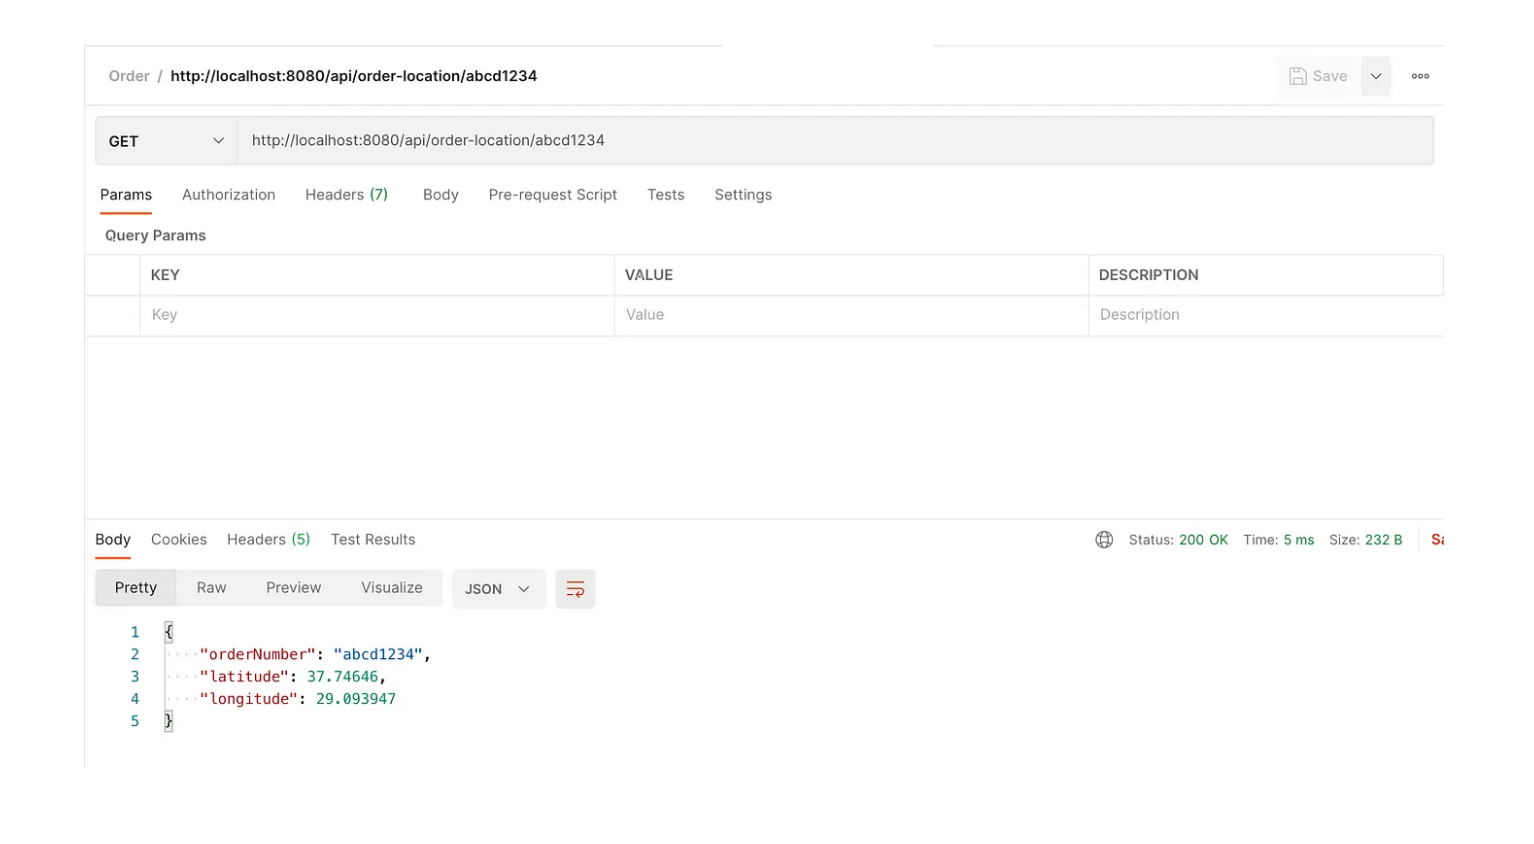 Order / http://localhost:8080/api/order-location/abcd1234 Save
GET http://localhost:8080/api/order-location/abcd1234
Params Authorization Headers (7) Body Pre-request Script Tests Settings
Query Params
KEY VALUE DESCRIPTION
Key Value Description
Body Cookies Headers (5) Test Results Status: 200 OK Time: 5 ms Size: 232 B
Pretty Raw Preview Visualize JSON
1 {
2 "orderNumber": "abcd1234",
3 "latitude": 37.74646,
4 "longitude": 29.093947
5 }